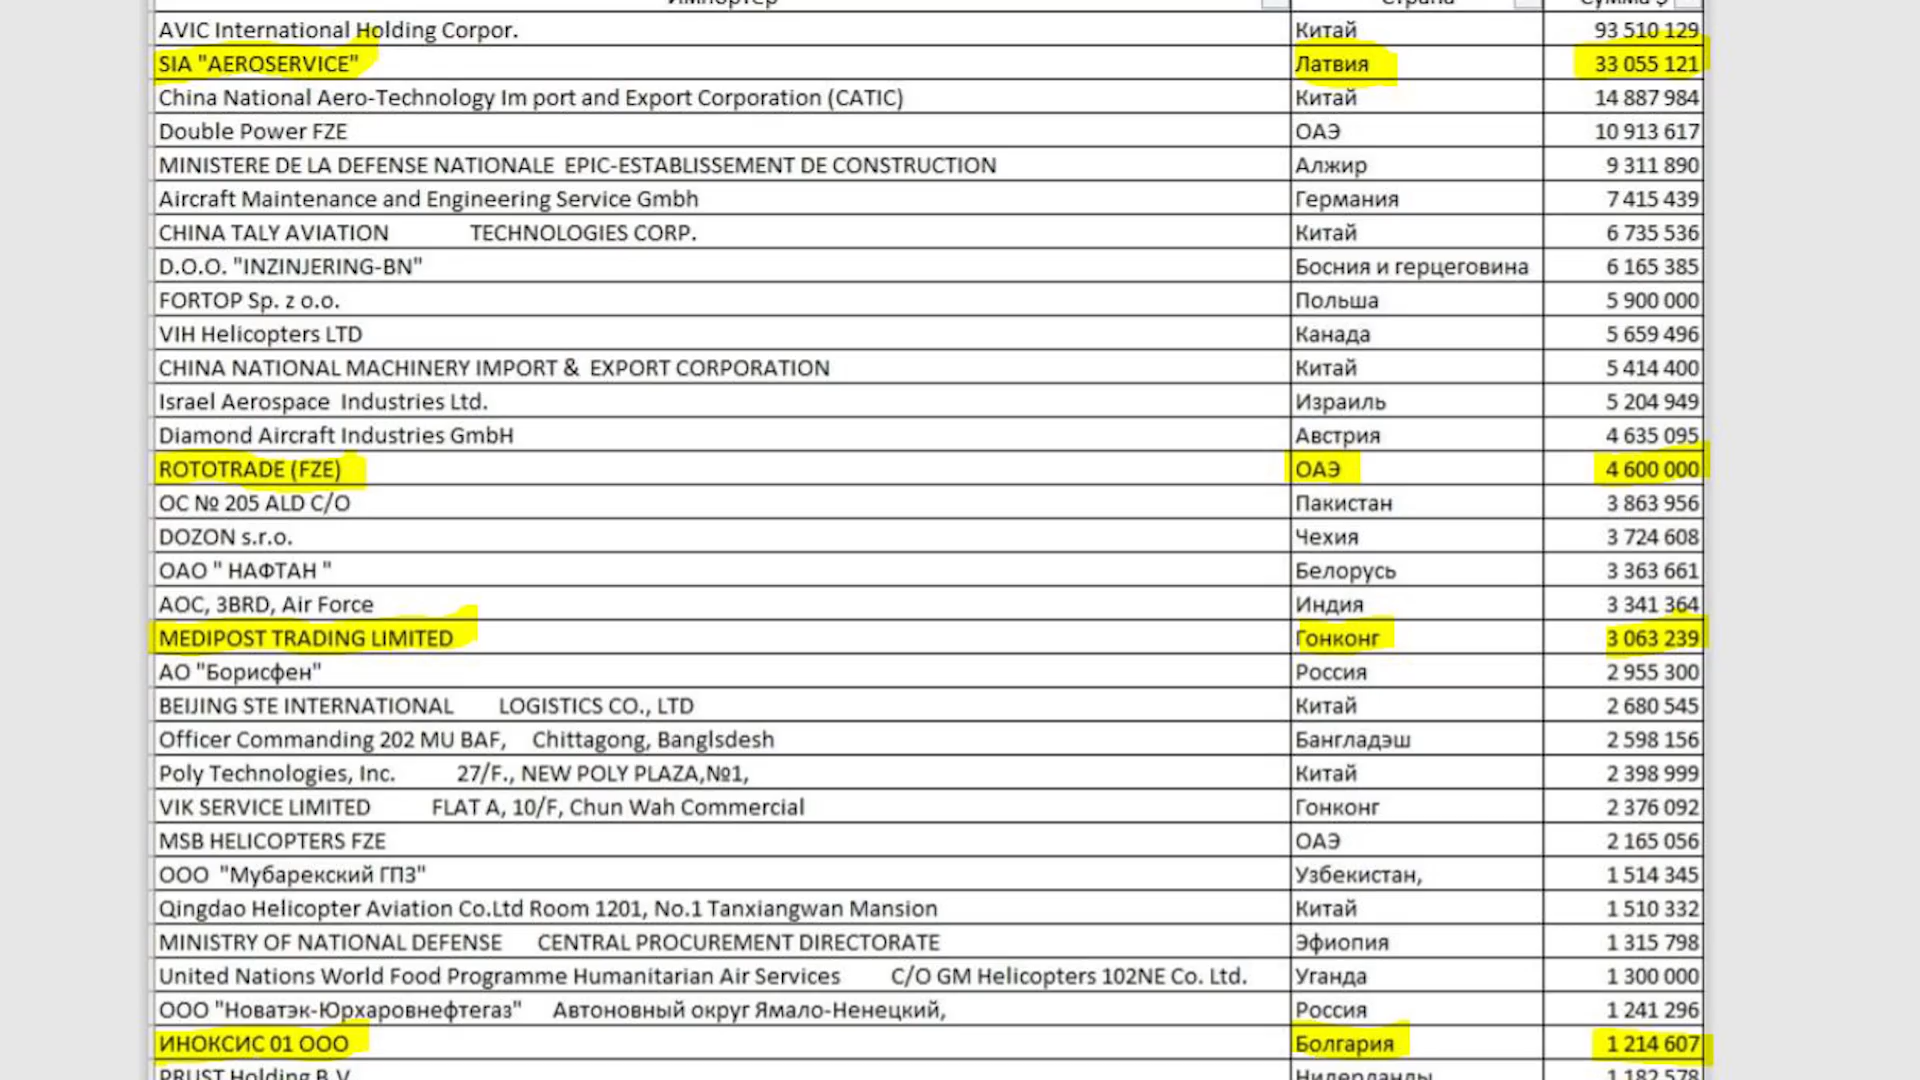 Импортер Страна Сумма $
AVIC International Holding Corpor. Китай 93 510 129
SIA "AEROSERVICE" Латвия 33 055 121
China National Aero-Technology Im port and Export Corporation (CATIC) Китай 14 887 984
Double Power FZE ОАЭ 10 913 617
MINISTERE DE LA DEFENSE NATIONALE EPIC-ESTABLISSEMENT DE CONSTRUCTION Алжир 9 311 890
Aircraft Maintenance and Engineering Service Gmbh Германия 7 415 439
CHINA TALY AVIATION TECHNOLOGIES CORP. Китай 6 735 536
D.O.O. "INZINJERING-BN" Босния и герцеговина 6 165 385
FORTOP Sp. z o.o. Польша 5 900 000
VIH Helicopters LTD Канада 5 659 496
CHINA NATIONAL MACHINERY IMPORT & EXPORT CORPORATION Китай 5 414 400
Israel Aerospace Industries Ltd. Израиль 5 204 949
Diamond Aircraft Industries GmbH Австрия 4 635 095
ROTOTRADE (FZE) ОАЭ 4 600 000
OC № 205 ALD C/O Пакистан 3 863 956
DOZON s.r.o. Чехия 3 724 608
ОАО " НАФТАН " Белорусь 3 363 661
AOC, 3BRD, Air Force Индия 3 341 364
MEDIPOST TRADING LIMITED Гонконг 3 063 239
АО "Борисфен" Россия 2 955 300
BEIJING STE INTERNATIONAL LOGISTICS CO., LTD Китай 2 680 545
Officer Commanding 202 MU BAF, Chittagong, Banglsdesh Бангладэш 2 598 156
Poly Technologies, Inc. 27/F., NEW POLY PLAZA,№1, Китай 2 398 999
VIK SERVICE LIMITED FLAT A, 10/F, Chun Wah Commercial Гонконг 2 376 092
MSB HELICOPTERS FZE ОАЭ 2 165 056
ООО "Мубарекский ГПЗ" Узбекистан, 1 514 345
Qingdao Helicopter Aviation Co.Ltd Room 1201, No.1 Tanxiangwan Mansion Китай 1 510 332
MINISTRY OF NATIONAL DEFENSE CENTRAL PROCUREMENT DIRECTORATE Эфиопия 1 315 798
United Nations World Food Programme Humanitarian Air Services C/O GM Helicopters 102NE Co. Ltd. Уганда 1 300 000
ООО "Новатэк-Юрхаровнефтегаз" Автоновный округ Ямало-Ненецкий, Россия 1 241 296
ИНОКСИС 01 ООО Болгария 1 214 607
PRUST Holding B.V. Нидерланды 1 182 578